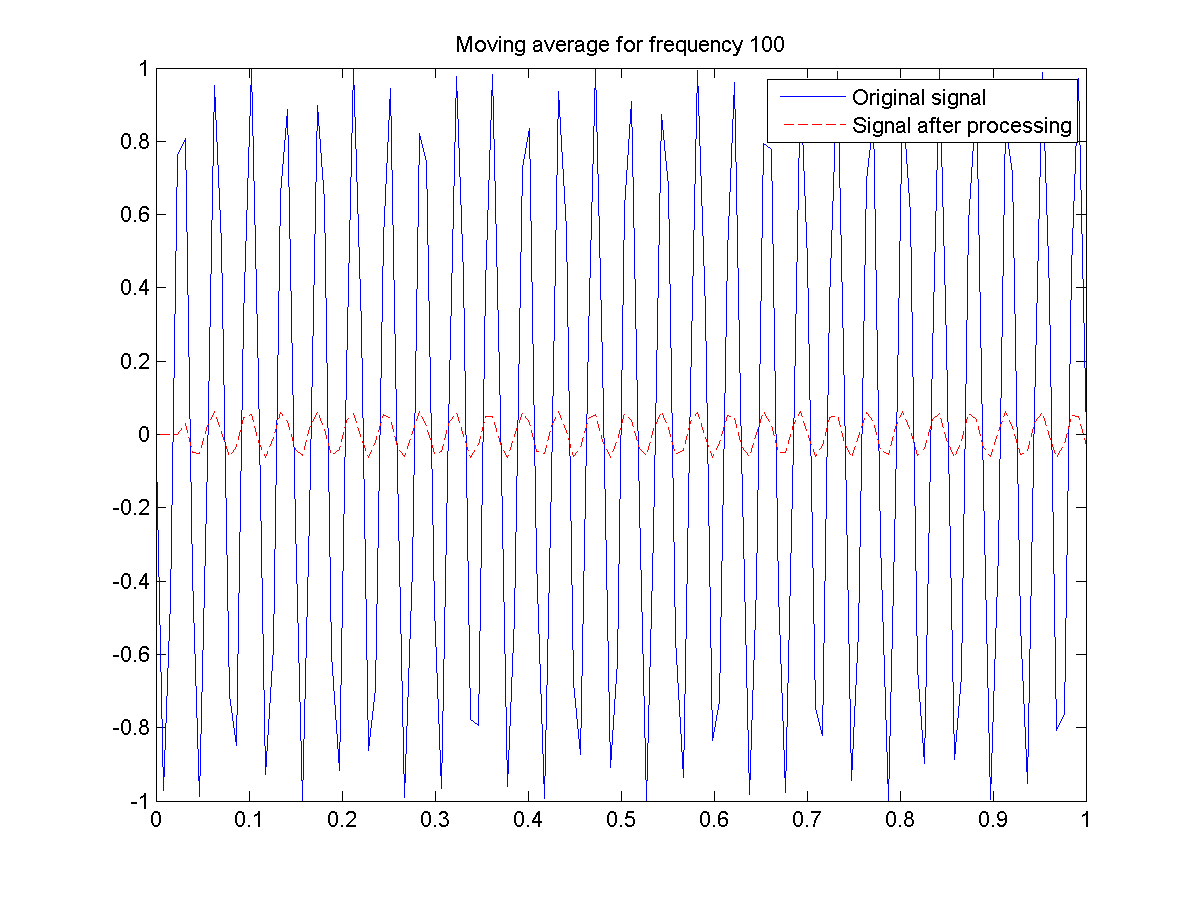 Moving average for frequency 100
Original signal
Signal after processing
1
0.8
0.6
0.4
0.2
0
-0.2
-0.4
-0.6
-0.8
-1
0 0.1 0.2 0.3 0.4 0.5 0.6 0.7 0.8 0.9 1